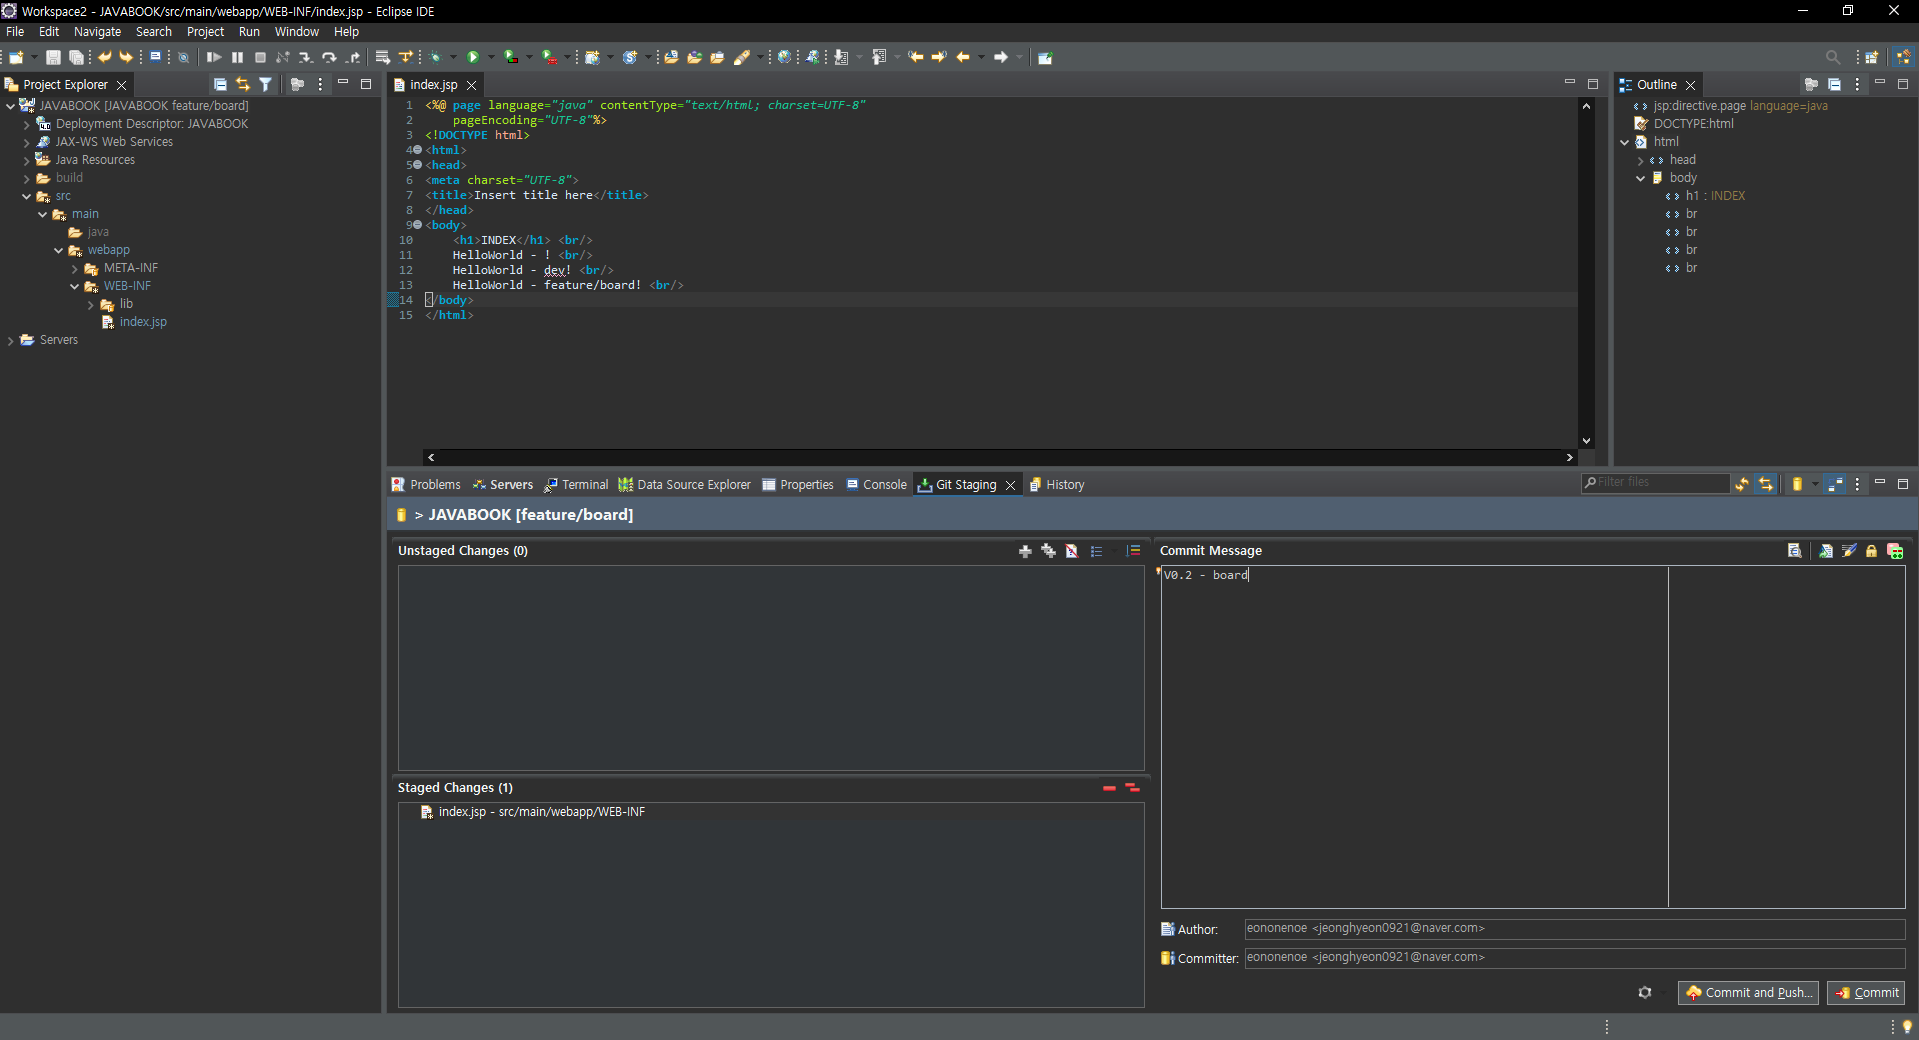 Workspace2 - JAVABOOK/src/main/webapp/WEB-INF/index.jsp - Eclipse IDE
File Edit Navigate Search Project Run Window Help
Project Explorer
JAVABOOK [JAVABOOK feature/board]
Deployment Descriptor: JAVABOOK
JAX-WS Web Services
Java Resources
build
src
main
java
webapp
META-INF
WEB-INF
lib
index.jsp
Servers
index.jsp
1 <%@ page language="java" contentType="text/html; charset=UTF-8"
2 pageEncoding="UTF-8"%>
3 <!DOCTYPE html>
4 <html>
5 <head>
6 <meta charset="UTF-8">
7 <title>Insert title here</title>
8 </head>
9 <body>
10 <h1>INDEX</h1> <br/>
11 HelloWorld - ! <br/>
12 HelloWorld - dev! <br/>
13 HelloWorld - feature/board! <br/>
14 </body>
15 </html>
Outline
jsp:directive.page language=java
DOCTYPE:html
html
head
body
h1 : INDEX
br
br
br
br
Problems Servers Terminal Data Source Explorer Properties Console Git Staging History
Filter files
> JAVABOOK [feature/board]
Unstaged Changes (0)
Staged Changes (1)
index.jsp - src/main/webapp/WEB-INF
Commit Message
V0.2 - board
Author: eononenoe <jeonghyeon0921@naver.com>
Committer: eononenoe <jeonghyeon0921@naver.com>
Commit and Push... Commit